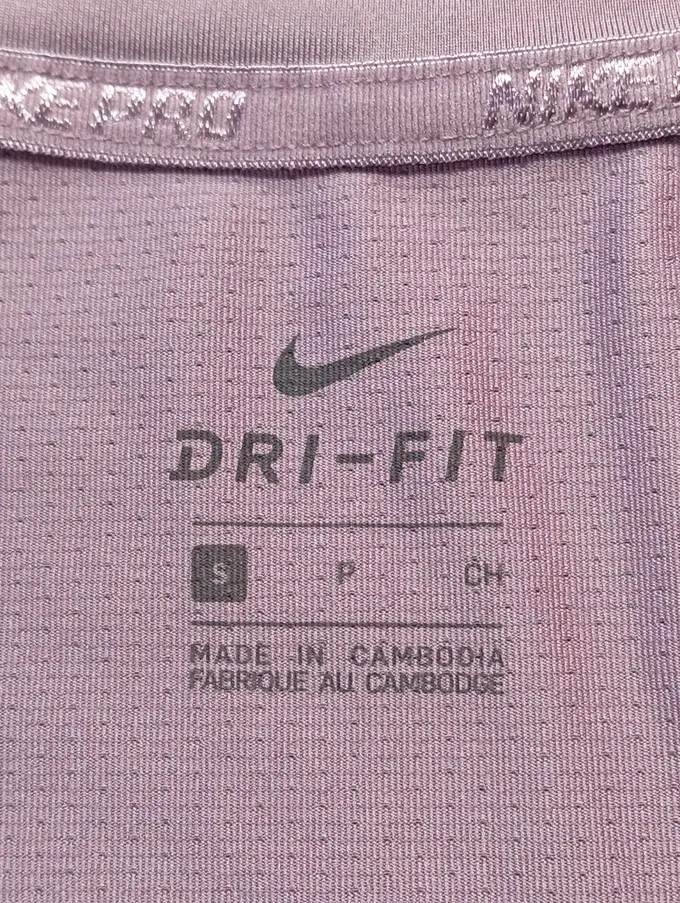 KE PRO NIKE
DRI-FIT
S P CH
MADE IN CAMBODIA
FABRIQUE AU CAMBODGE